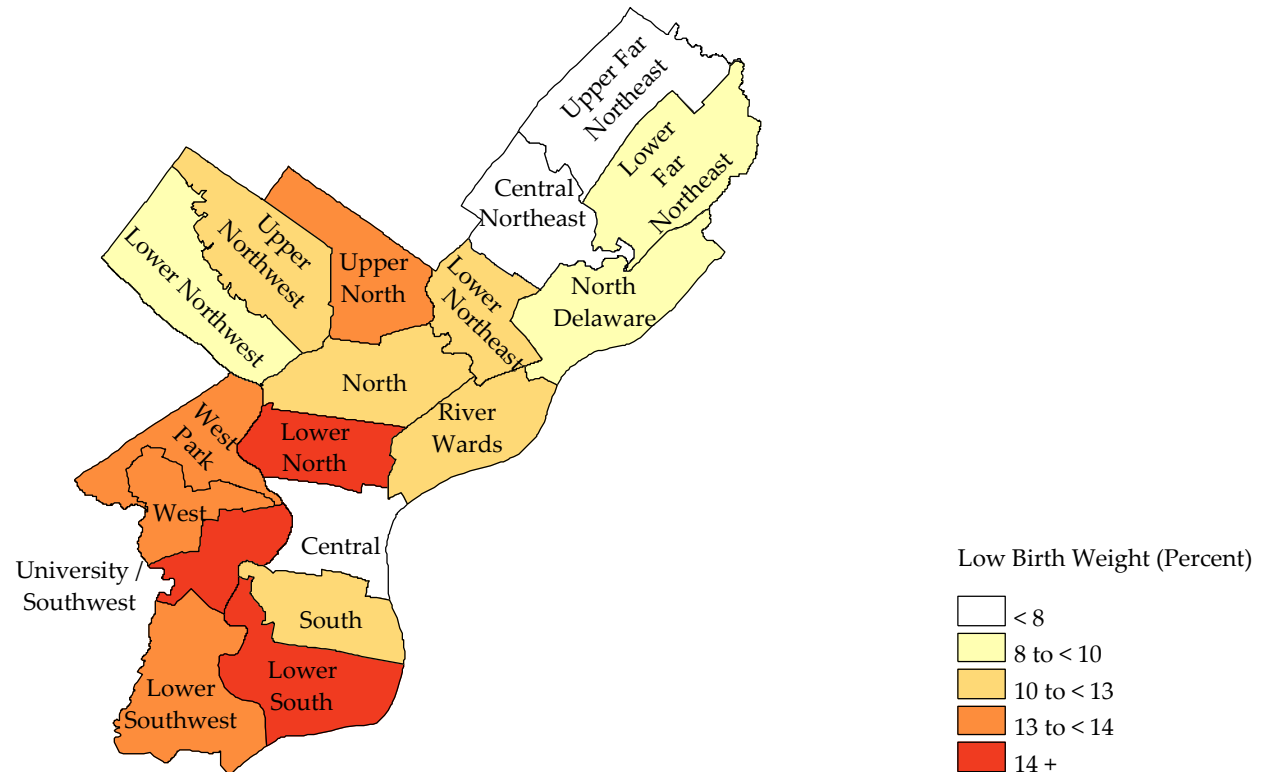 Upper Far
Northeast
Lower
Far
Northeast
Central
Northeast
Upper
Northwest
Lower Northwest
Upper
North
Lower
Northeast
North
Delaware
North
River
Wards
West
Park
Lower
North
West
Central
University /
Southwest
South
Lower
South
Lower
Southwest
Low Birth Weight (Percent)
< 8
8 to < 10
10 to < 13
13 to < 14
14 +